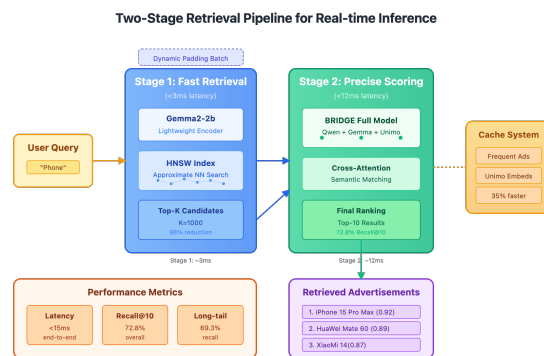 Two-Stage Retrieval Pipeline for Real-time Inference
Dynamic Padding Batch
Stage 1: Fast Retrieval
(<3ms latency)
Gemma2-2b
Lightweight Encoder
HNSW Index
Approximate NN Search
Top-K Candidates
K=1000
98% reduction
Stage 1: ~3ms
Stage 2: Precise Scoring
(<12ms latency)
BRIDGE Full Model
Qwen + Gemma + Unimo
Cross-Attention
Semantic Matching
Final Ranking
Top-10 Results
72.8% Recall@10
Stage 2: ~12ms
User Query
"Phone"
Cache System
Frequent Ads
Unimo Embeds
35% faster
Performance Metrics
Latency
<15ms
end-to-end
Recall@10
72.8%
overall
Long-tail
69.3%
recall
Retrieved Advertisements
1. iPhone 15 Pro Max (0.92)
2. HuaWei Mate 60 (0.89)
3. XiaoMi 14(0.87)